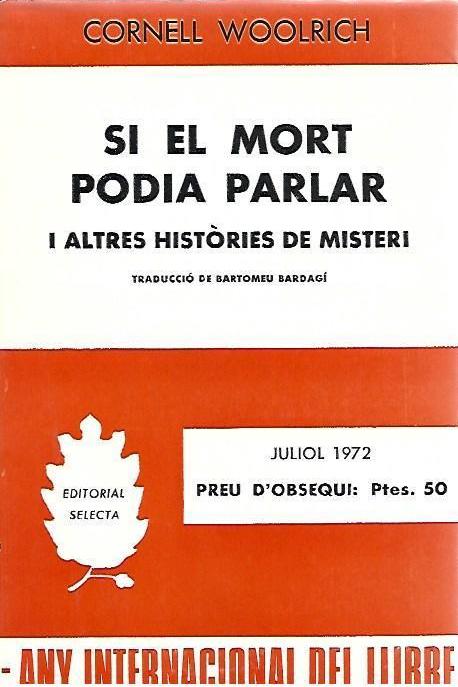 CORNELL WOOLRICH
SI EL MORT
PODIA PARLAR
I ALTRES HISTÒRIES DE MISTERI
TRADUCCIÓ DE BARTOMEU BARDAGÍ
JULIOL 1972
PREU D'OBSEQUI: Ptes. 50
EDITORIAL
SELECTA
- ANY INTERNACIONAL DEL LLIBRE